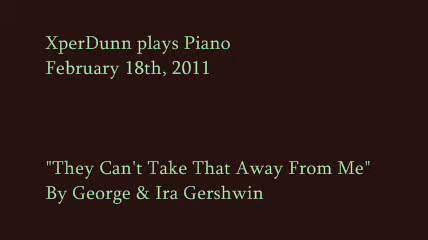 XperDunn plays Piano
February 18th, 2011
"They Can't Take That Away From Me"
By George & Ira Gershwin